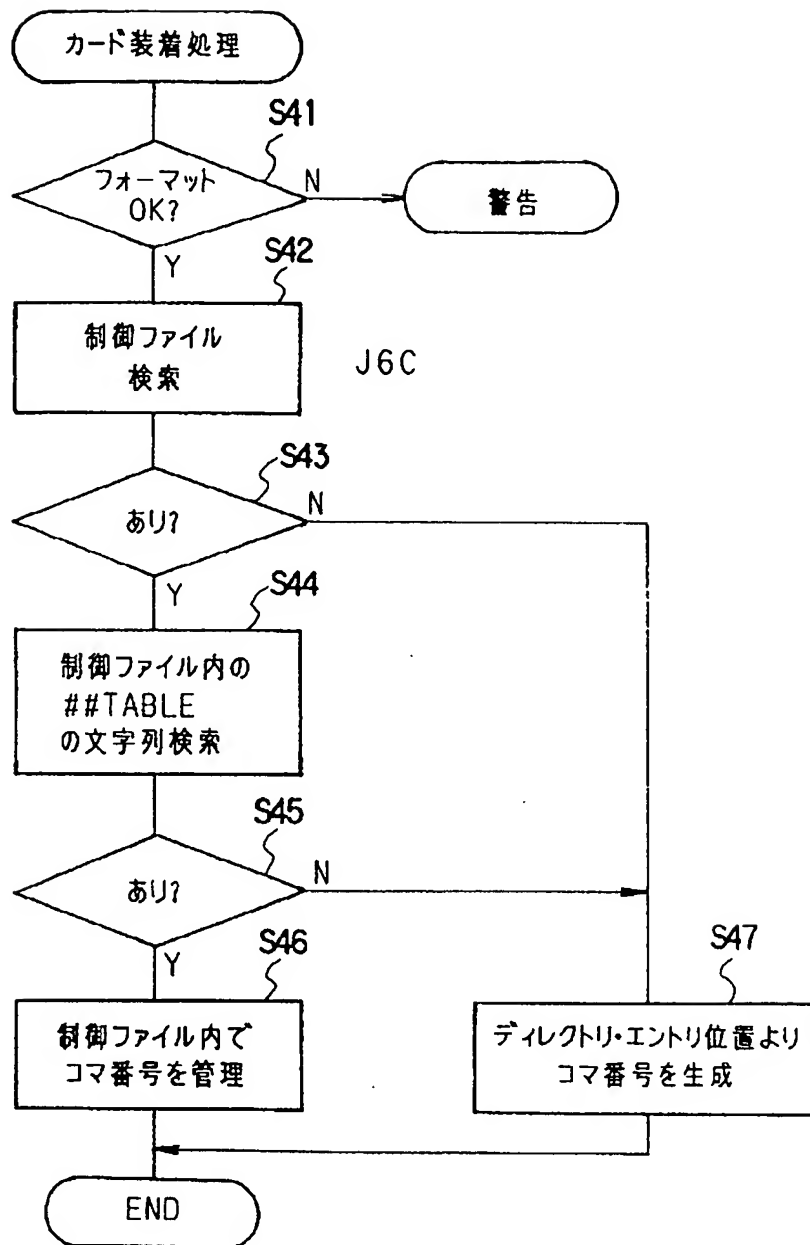 カード装着処理
S41
フォーマット
OK?
N
警告
Y
S42
制御ファイル
検索
J6C
S43
あり?
N
Y
S44
制御ファイル内の
##TABLE
の文字列検索
S45
あり?
N
Y
S46
制御ファイル内で
コマ番号を管理
S47
ディレクトリ・エントリ位置より
コマ番号を生成
END